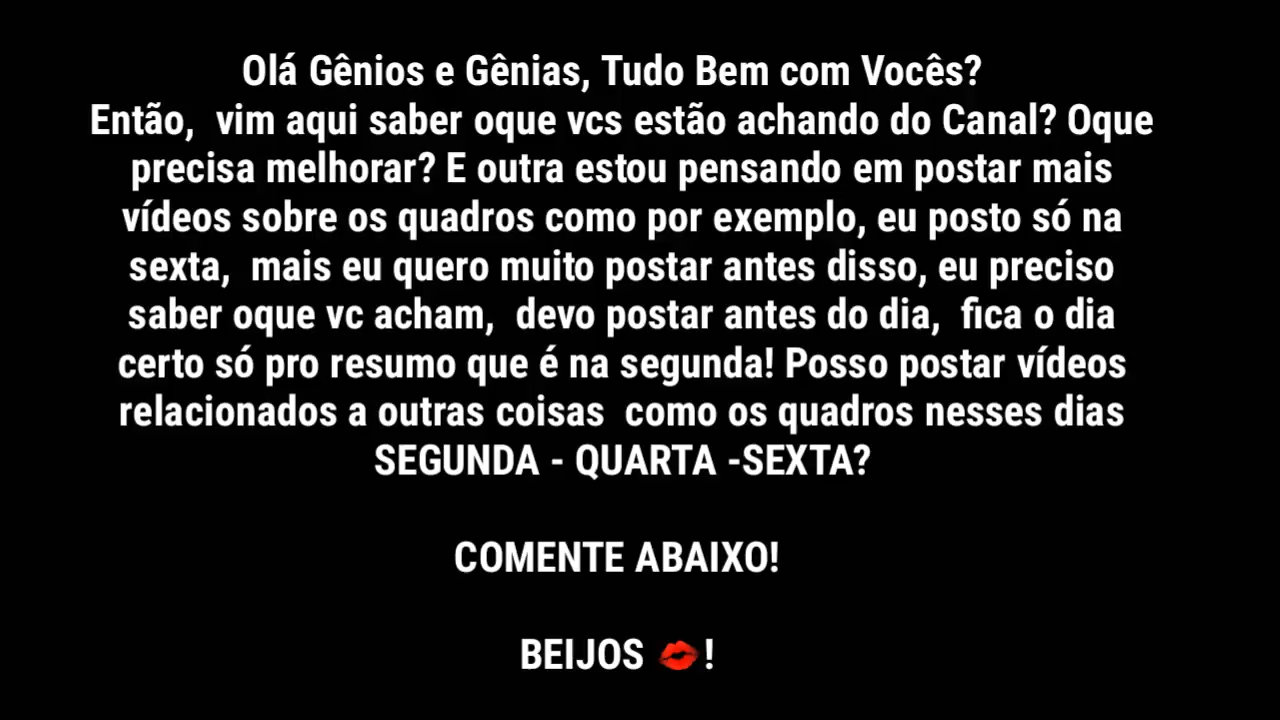 Olá Gênios e Gênias, Tudo Bem com Vocês?
Então, vim aqui saber oque vcs estão achando do Canal? Oque
precisa melhorar? E outra estou pensando em postar mais
vídeos sobre os quadros como por exemplo, eu posto só na
sexta, mais eu quero muito postar antes disso, eu preciso
saber oque vc acham, devo postar antes do dia, fica o dia
certo só pro resumo que é na segunda! Posso postar vídeos
relacionados a outras coisas como os quadros nesses dias
SEGUNDA - QUARTA -SEXTA?
COMENTE ABAIXO!
BEIJOS 💋!